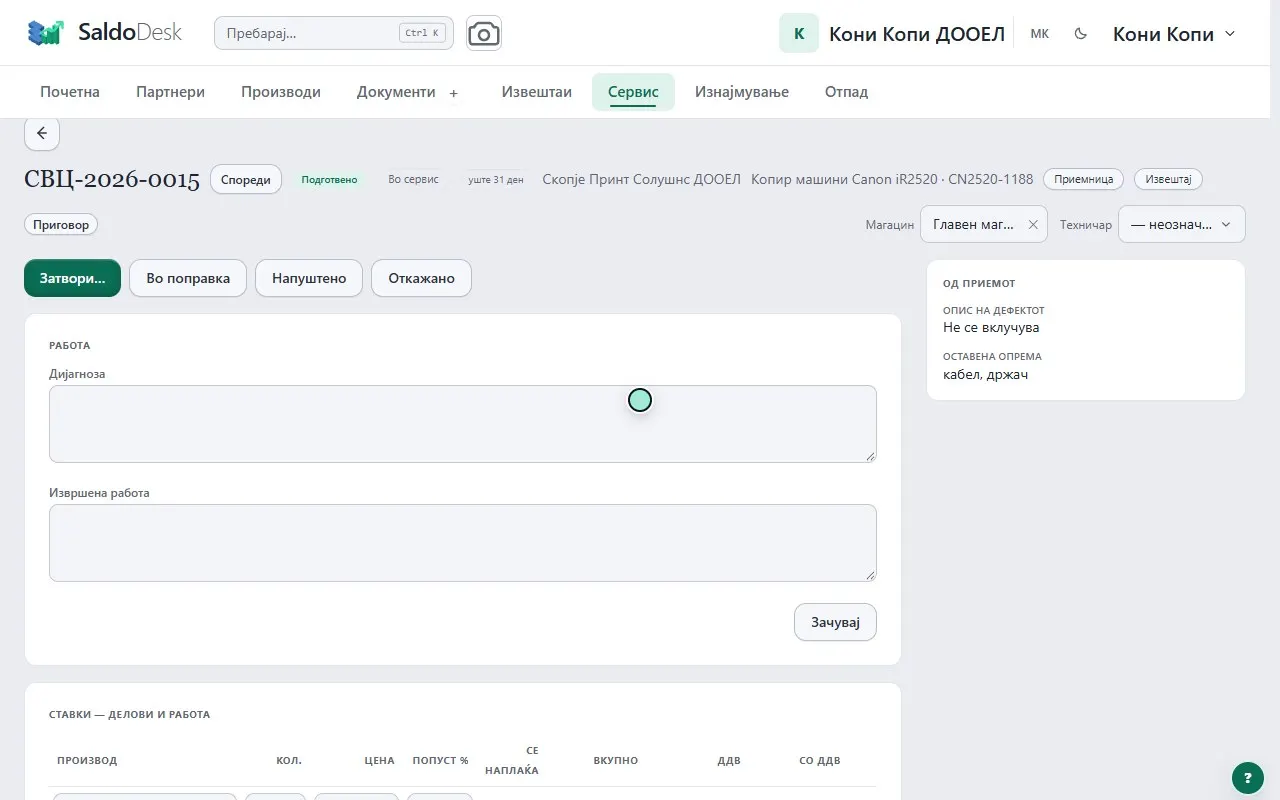 SaldoDesk
Пребарај...
Ctrl K
К
Кони Копи ДООЕЛ
МК
Кони Копи
Почетна
Партнери
Производи
Документи +
Извештаи
Сервис
Изнајмување
Отпад
СВЦ-2026-0015
Спореди
Подготвено
Во сервис
уште 31 ден
Скопје Принт Солушнс ДООЕЛ
Копир машини Canon iR2520 · CN2520-1188
Приемница
Извештај
Приговор
Магацин
Главен маг...
Техничар
— неознач...
Затвори...
Во поправка
Напуштено
Откажано
РАБОТА
Дијагноза
Извршена работа
Зачувај
ОД ПРИЕМОТ
ОПИС НА ДЕФЕКТОТ
Не се вклучува
ОСТАВЕНА ОПРЕМА
кабел, држач
СТАВКИ — ДЕЛОВИ И РАБОТА
ПРОИЗВОД
КОЛ.
ЦЕНА
ПОПУСТ %
СЕ
НАПЛАЌА
ВКУПНО
ДДВ
СО ДДВ
?